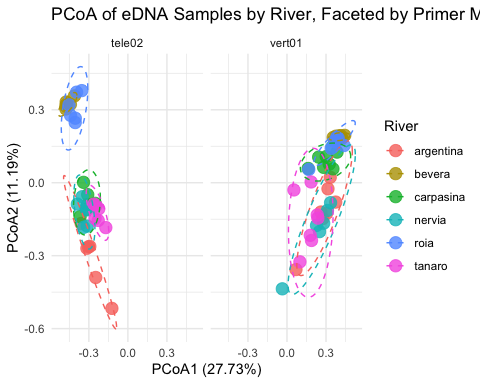 PCoA of eDNA Samples by River, Faceted by Primer M
tele02
vert01
PCoA2 (11.19%)
0.3
0.0
-0.3
-0.6
-0.3
0.0
0.3
-0.3
0.0
0.3
PCoA1 (27.73%)
River
argentina
bevera
carpasina
nervia
roia
tanaro